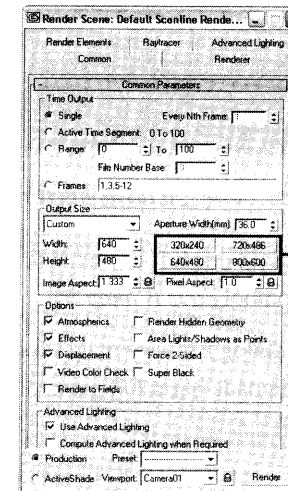 Render Scene: Default Scanline Rende...
Render Elements Raytracer Advanced Lighting
Common Renderer
- Common Parameters
Time Output
Single Every Nth Frame: 1
Active Time Segment: 0 To 100
Range: 0 To 100
File Number Base:
Frames 1,3,5-12
Output Size
Custom Aperture Width(mm): 36.0
Width: 640 320x240 720x486
Height: 480 640x480 800x600
Image Aspect: 1.333 Pixel Aspect: 1.0
Options
Atmospherics Render Hidden Geometry
Effects Area Lights/Shadows as Points
Displacement Force 2-Sided
Video Color Check Super Black
Render to Fields
Advanced Lighting
Use Advanced Lighting
Compute Advanced Lighting when Required
Production Preset:
ActiveShade Viewport: Camera01 Render